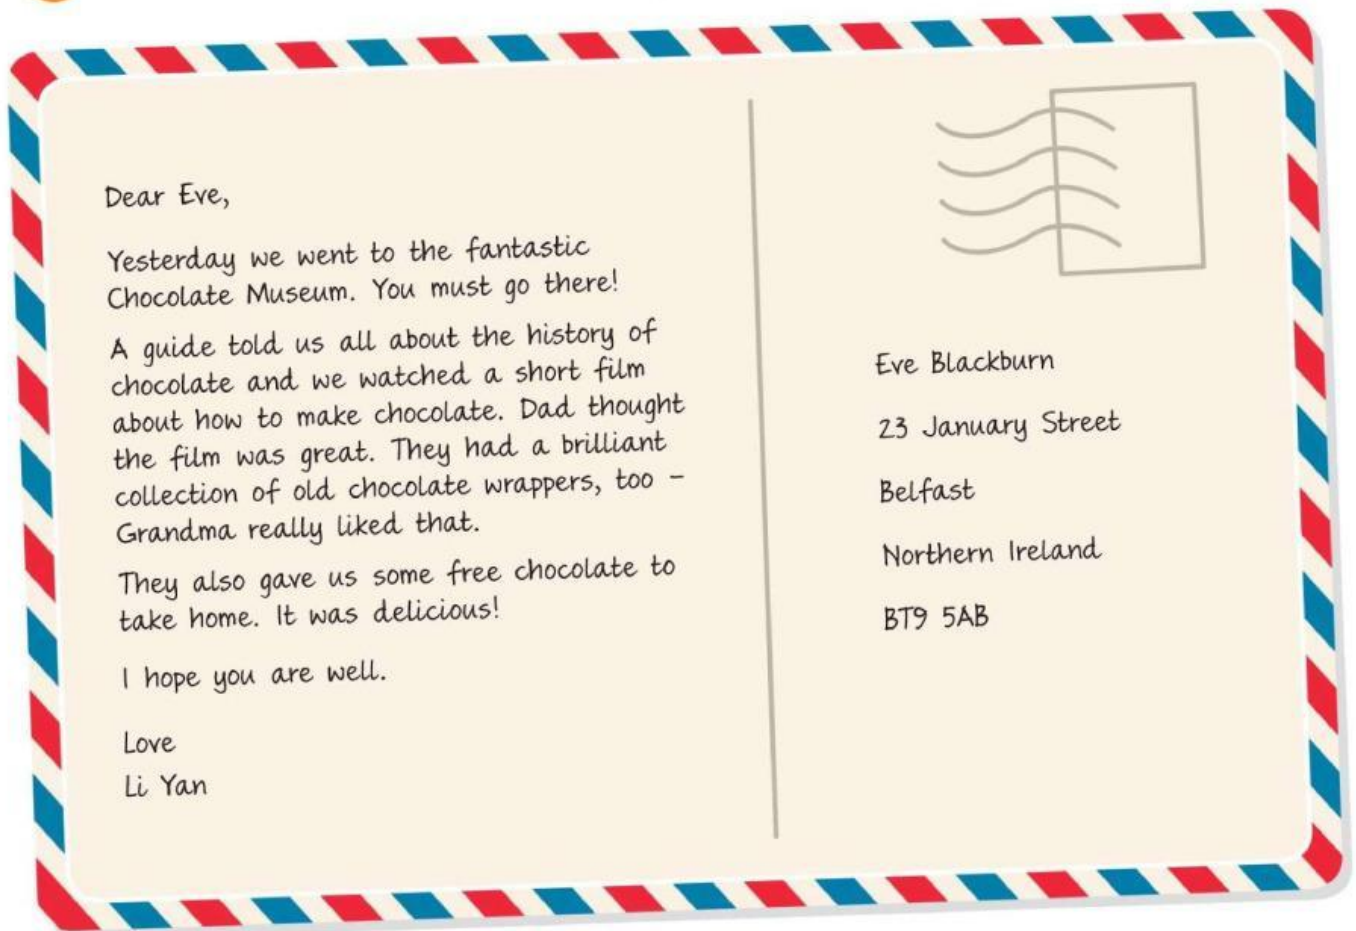 Dear Eve,
Yesterday we went to the fantastic
Chocolate Museum. You must go there!
A guide told us all about the history of
chocolate and we watched a short film
about how to make chocolate. Dad thought
the film was great. They had a brilliant
collection of old chocolate wrappers, too –
Grandma really liked that.
They also gave us some free chocolate to
take home. It was delicious!
I hope you are well.
Love
Li Yan
Eve Blackburn
23 January Street
Belfast
Northern Ireland
BT9 5AB